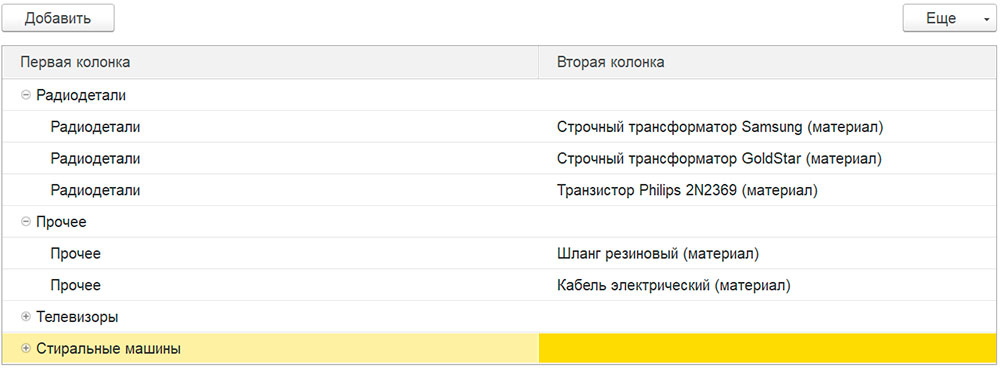 Добавить Еще
Первая колонка Вторая колонка
Радиодетали
Радиодетали Строчный трансформатор Samsung (материал)
Радиодетали Строчный трансформатор GoldStar (материал)
Радиодетали Транзистор Philips 2N2369 (материал)
Прочее
Прочее Шланг резиновый (материал)
Прочее Кабель электрический (материал)
Телевизоры
Стиральные машины